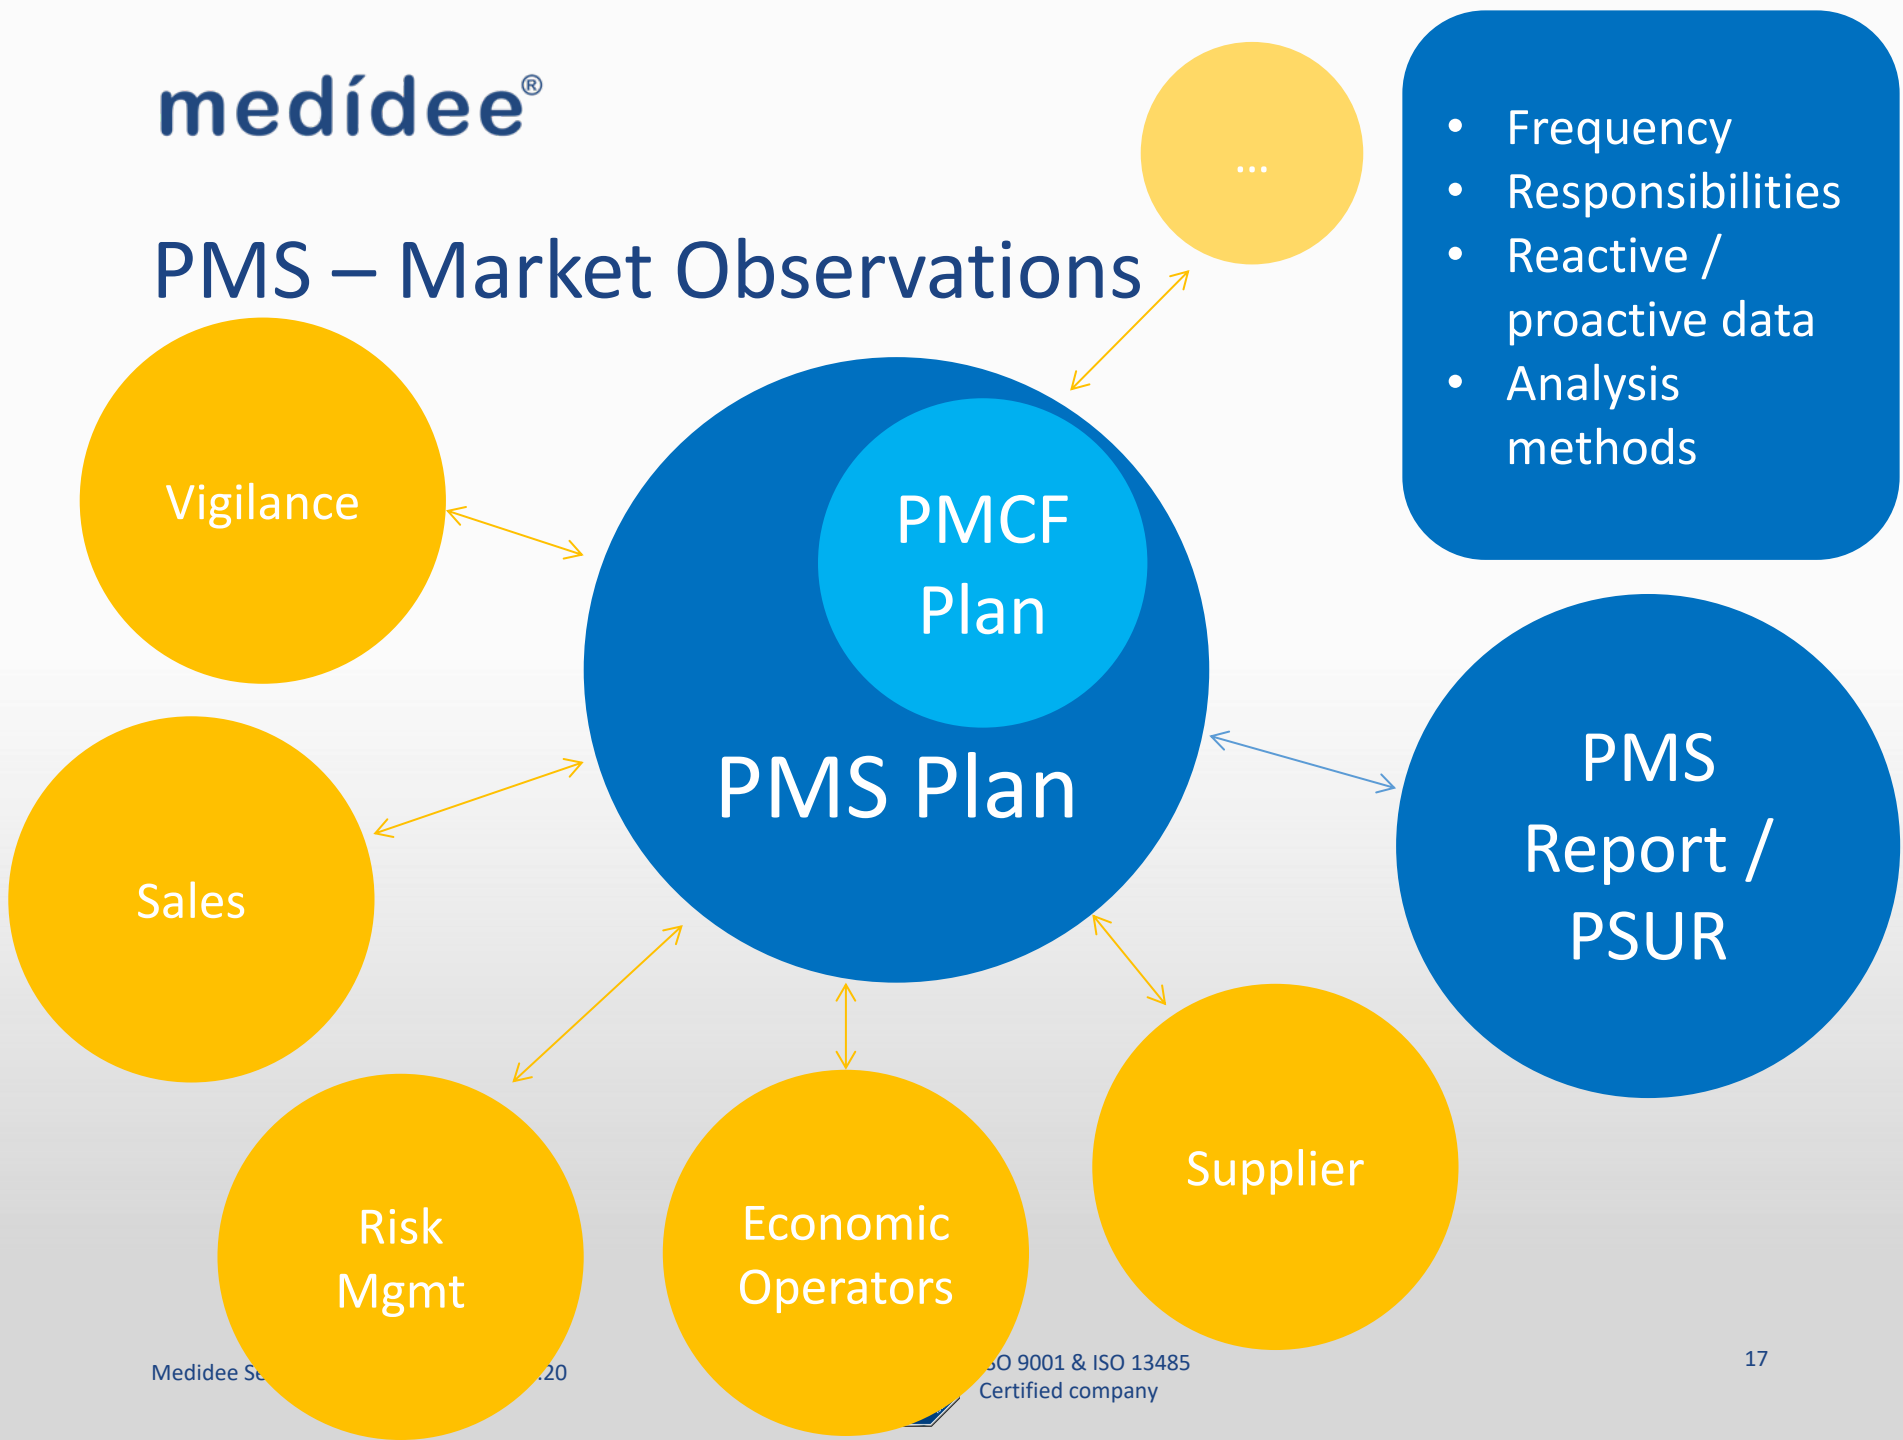 medídee®
PMS – Market Observations
…
• Frequency
• Responsibilities
• Reactive /
proactive data
• Analysis
methods
Vigilance
PMCF
Plan
PMS Plan
PMS
Report /
PSUR
Sales
Supplier
Risk
Mgmt
Economic
Operators
Medidee
20
9001 & ISO 13485
Certified company
17